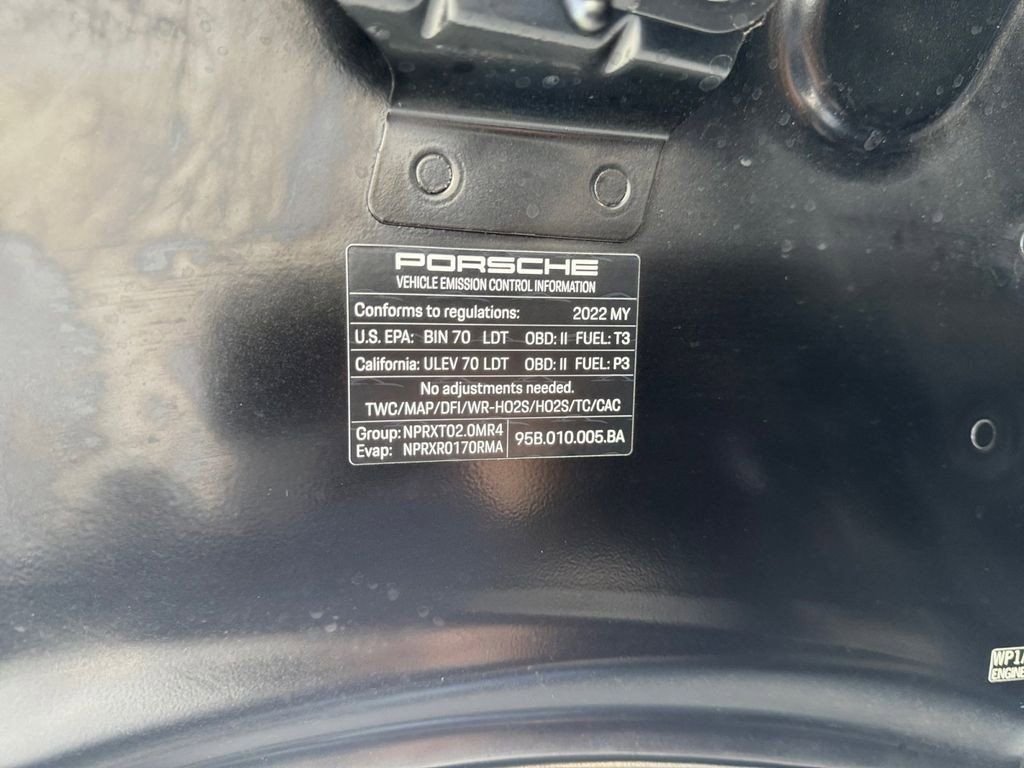 PORSCHE
VEHICLE EMISSION CONTROL INFORMATION
Conforms to regulations: 2022 MY
U.S. EPA: BIN 70 LDT OBD: II FUEL: T3
California: ULEV 70 LDT OBD: II FUEL: P3
No adjustments needed.
TWC/MAP/DFI/WR-HO2S/HO2S/TC/CAC
Group: NPRXT02.0MR4
Evap: NPRXR0170RMA
95B.010.005.BA
WP1A
ENGINE